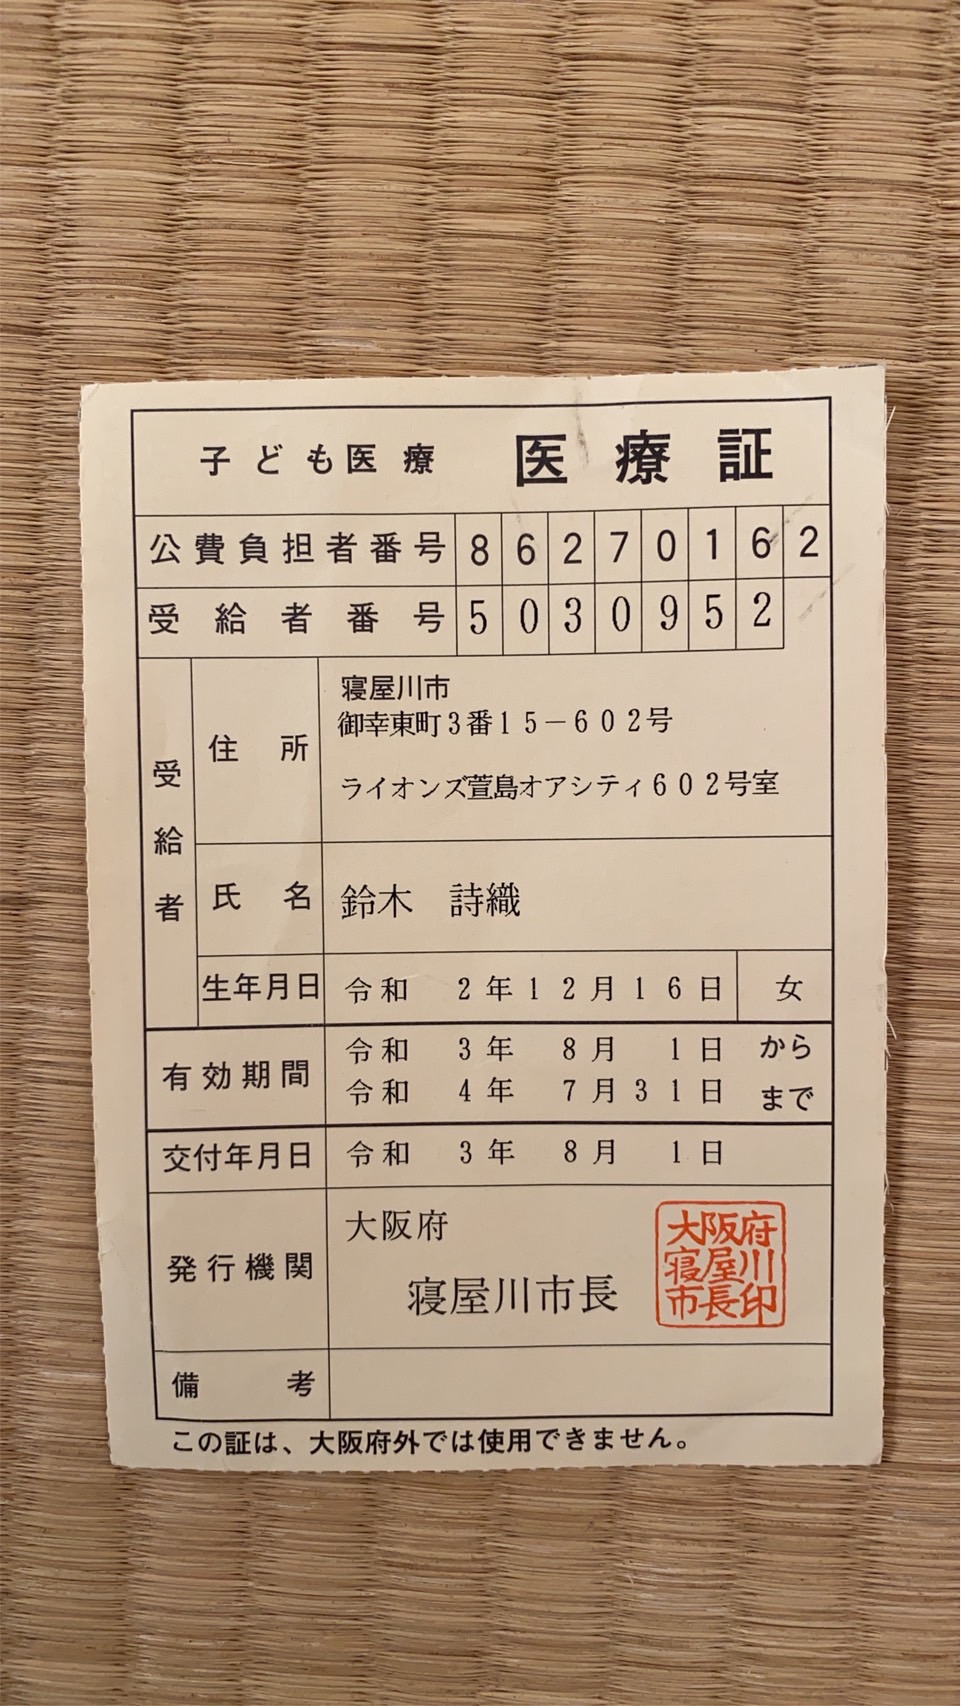 子ども医療 医療証
公費負担者番号 86270162
受給者番号 5030952
受給者
住所 寝屋川市
御幸東町3番15－602号
ライオンズ萱島オアシティ602号室
氏名 鈴木 詩織
生年月日 令和 2年12月16日 女
有効期間 令和 3年 8月 1日 から
令和 4年 7月31日 まで
交付年月日 令和 3年 8月 1日
発行機関 大阪府
寝屋川市長
大阪府
寝屋川
市長印
備考
この証は、大阪府外では使用できません。